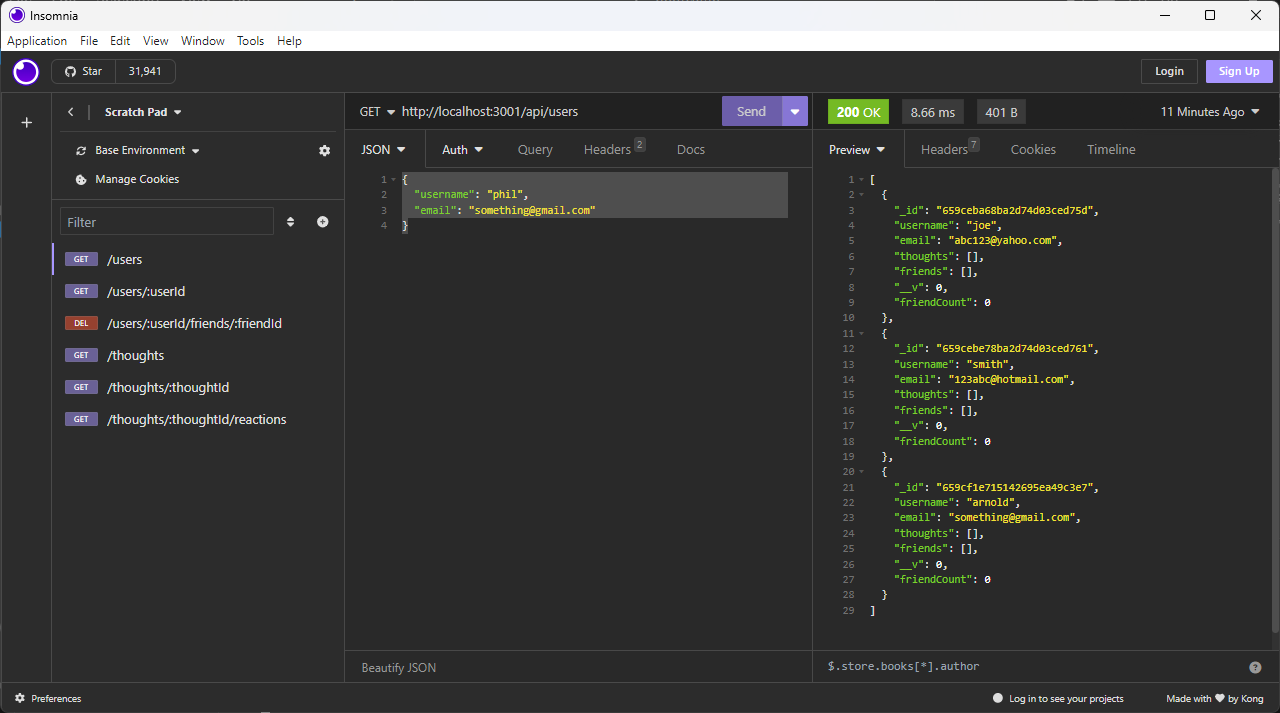 Insomnia
Application File Edit View Window Tools Help
Star 31,941 Login Sign Up
Scratch Pad
Base Environment
Manage Cookies
Filter
GET /users
GET /users/:userId
DEL /users/:userId/friends/:friendId
GET /thoughts
GET /thoughts/:thoughtId
GET /thoughts/:thoughtId/reactions
GET http://localhost:3001/api/users Send
JSON Auth Query Headers 2 Docs
1 {
2 "username": "phil",
3 "email": "something@gmail.com"
4 }
Beautify JSON
200 OK 8.66 ms 401 B 11 Minutes Ago
Preview Headers 7 Cookies Timeline
1 [
2 {
3 "_id": "659ceba68ba2d74d03ced75d",
4 "username": "joe",
5 "email": "abc123@yahoo.com",
6 "thoughts": [],
7 "friends": [],
8 "__v": 0,
9 "friendCount": 0
10 },
11 {
12 "_id": "659cebe78ba2d74d03ced761",
13 "username": "smith",
14 "email": "123abc@hotmail.com",
15 "thoughts": [],
16 "friends": [],
17 "__v": 0,
18 "friendCount": 0
19 },
20 {
21 "_id": "659cf1e715142695ea49c3e7",
22 "username": "arnold",
23 "email": "something@gmail.com",
24 "thoughts": [],
25 "friends": [],
26 "__v": 0,
27 "friendCount": 0
28 }
29 ]
$.store.books[*].author ?
Preferences Log in to see your projects Made with ♥ by Kong